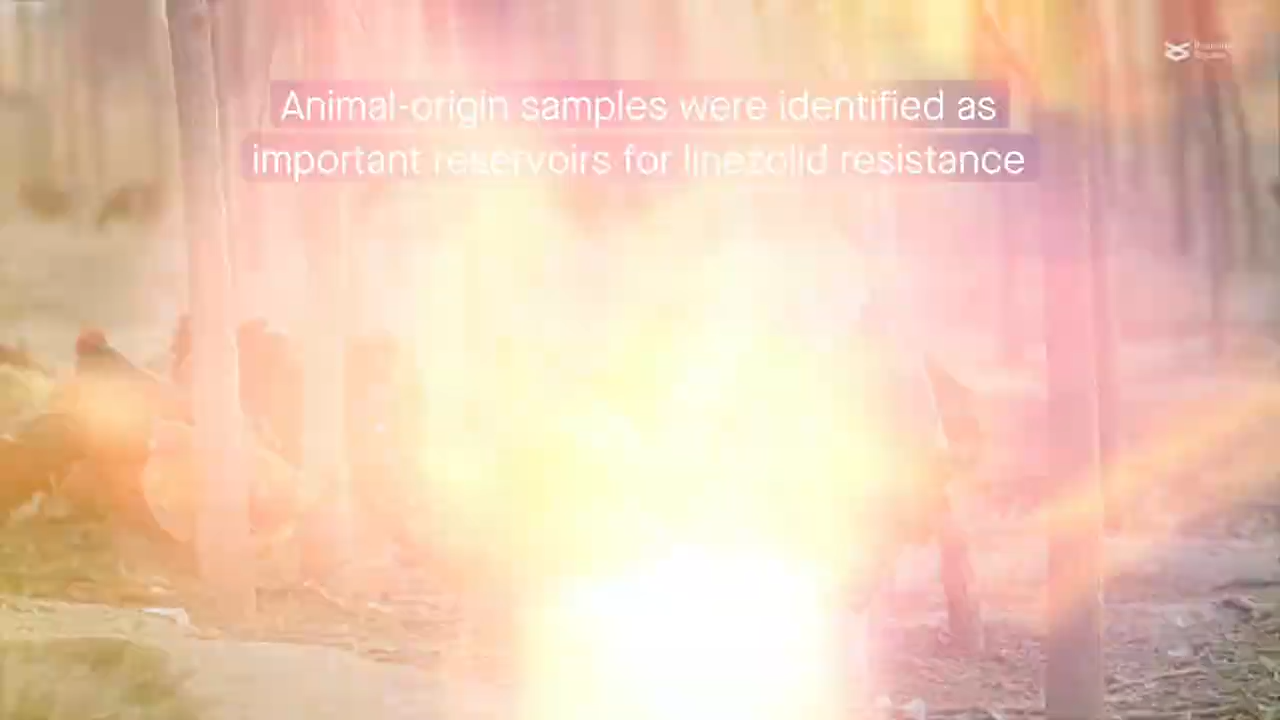 Animal-origin samples were identified as
important reservoirs for linezolid resistance